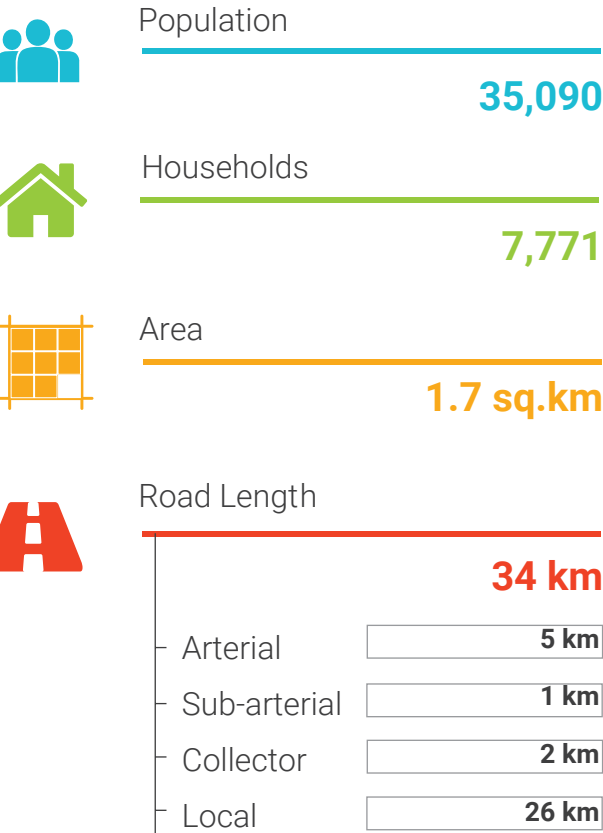 Population
35,090
Households
7,771
Area
1.7 sq.km
Road Length
34 km
Arterial 5 km
Sub-arterial 1 km
Collector 2 km
Local 26 km